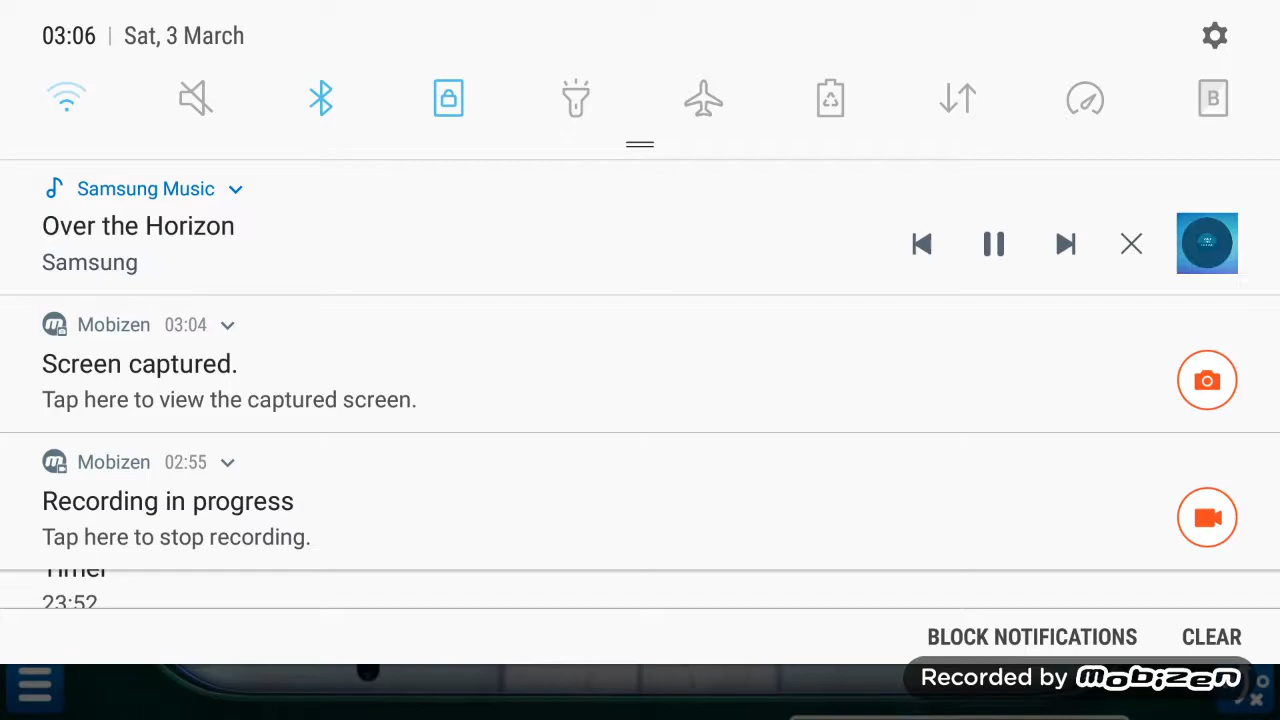 03:06 | Sat, 3 March
B
Samsung Music
Over the Horizon
Samsung
Mobizen 03:04
Screen captured.
Tap here to view the captured screen.
Mobizen 02:55
Recording in progress
Tap here to stop recording.
Timer
23:52
BLOCK NOTIFICATIONS CLEAR
Recorded by mobizen